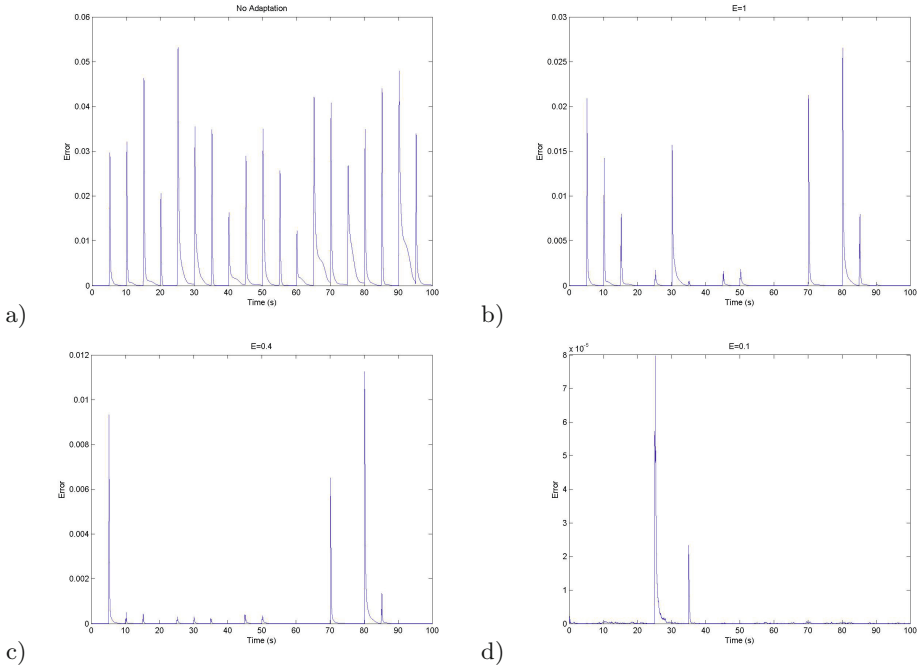 No Adaptation
0.06
0.05
0.04
0.03
0.02
0.01
0
Error
0 10 20 30 40 50 60 70 80 90 100
Time (s)
a)
E=1
0.03
0.025
0.02
0.015
0.01
0.005
0
Error
0 10 20 30 40 50 60 70 80 90 100
Time (s)
b)
E=0.4
0.012
0.01
0.008
0.006
0.004
0.002
0
Error
0 10 20 30 40 50 60 70 80 90 100
Time (s)
c)
E=0.1
x 10⁻⁵
8
7
6
5
4
3
2
1
0
Error
0 10 20 30 40 50 60 70 80 90 100
Time (s)
d)